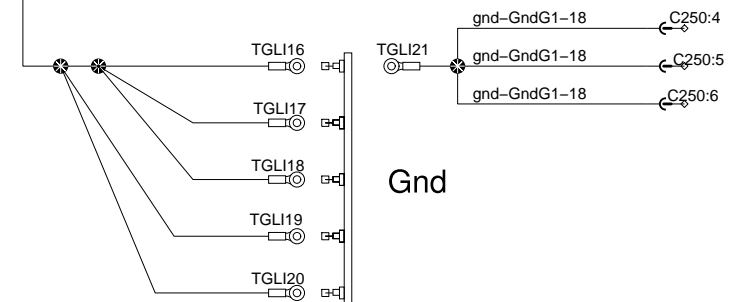 gnd–GndG1–18 C250:4
TGLI16 TGLI21
gnd–GndG1–18 C250:5
gnd–GndG1–18 C250:6
TGLI17
TGLI18
Gnd
TGLI19
TGLI20